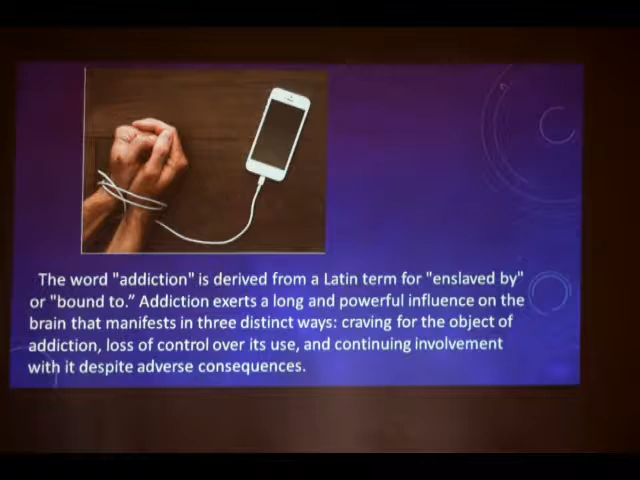 The word "addiction" is derived from a Latin term for "enslaved by"
or "bound to.” Addiction exerts a long and powerful influence on the
brain that manifests in three distinct ways: craving for the object of
addiction, loss of control over its use, and continuing involvement
with it despite adverse consequences.